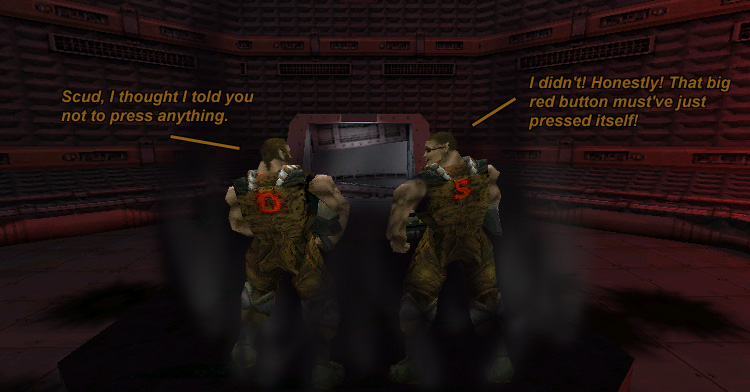 Scud, I thought I told you
not to press anything.
I didn't! Honestly! That big
red button must've just
pressed itself!
D
S